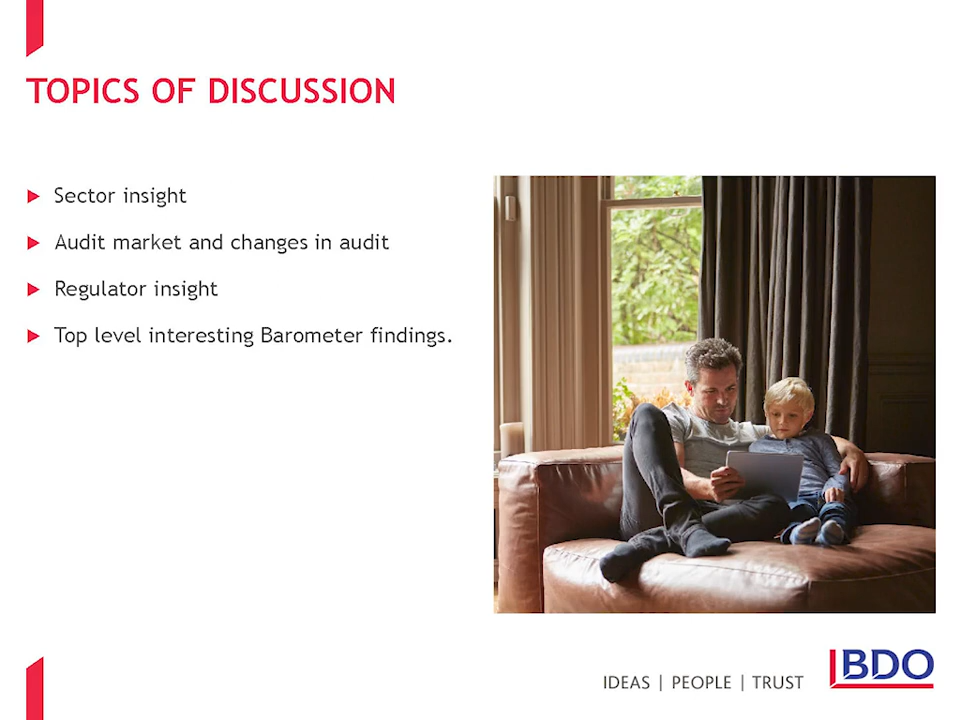 TOPICS OF DISCUSSION
Sector insight
Audit market and changes in audit
Regulator insight
Top level interesting Barometer findings.
IDEAS | PEOPLE | TRUST
BDO